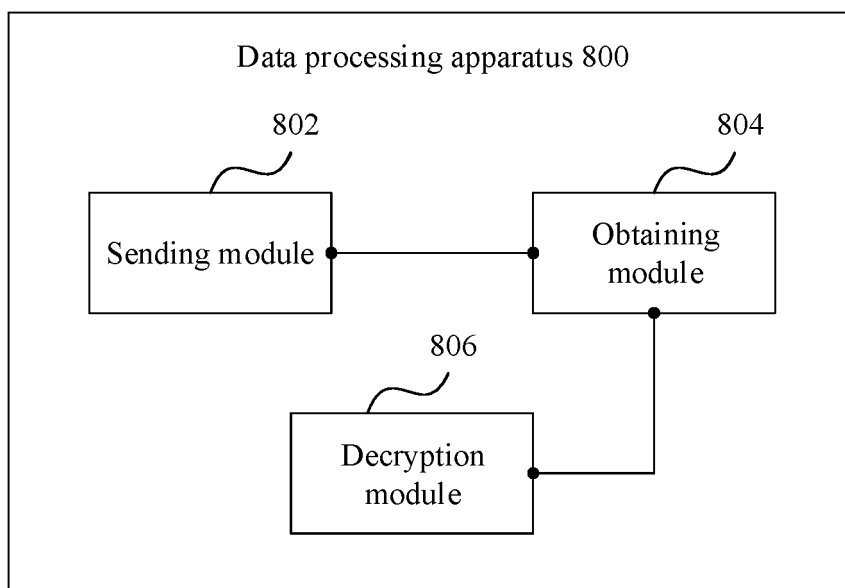 Data processing apparatus 800
802
804
Sending module
Obtaining
module
806
Decryption
module